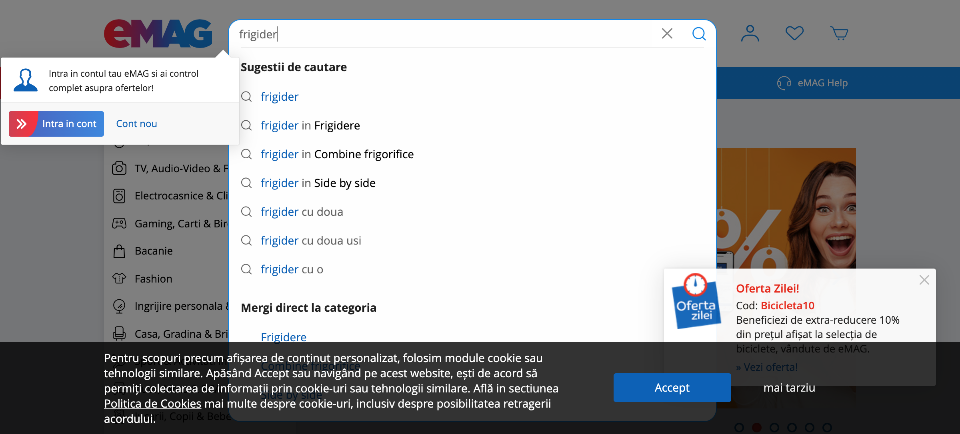 eMAG
frigider
eMAG Help
Intra in contul tau eMAG si ai control
complet asupra ofertelor!
Intra in cont
Cont nou
Sugestii de cautare
frigider
frigider in Frigidere
frigider in Combine frigorifice
frigider in Side by side
frigider cu doua
frigider cu doua usi
frigider cu o
Mergi direct la categoria
Frigidere
Combine frigorifice
Side by side
TV, Audio-Video & F
Electrocasnice & Cli
Gaming, Carti & Bir
Bacanie
Fashion
Ingrijire personala &
Casa, Gradina & Bri
%
Oferta
zilei
Oferta Zilei!
Cod: Bicicleta10
Beneficiezi de extra-reducere 10%
din prețul afișat la selecția de
biciclete, vândute de eMAG.
» Vezi oferta!
Pentru scopuri precum afișarea de conținut personalizat, folosim module cookie sau
tehnologii similare. Apăsând Accept sau navigând pe acest website, ești de acord să
permiți colectarea de informații prin cookie-uri sau tehnologii similare. Află in sectiunea
Politica de Cookies mai multe despre cookie-uri, inclusiv despre posibilitatea retragerii
acordului.
Accept
mai tarziu